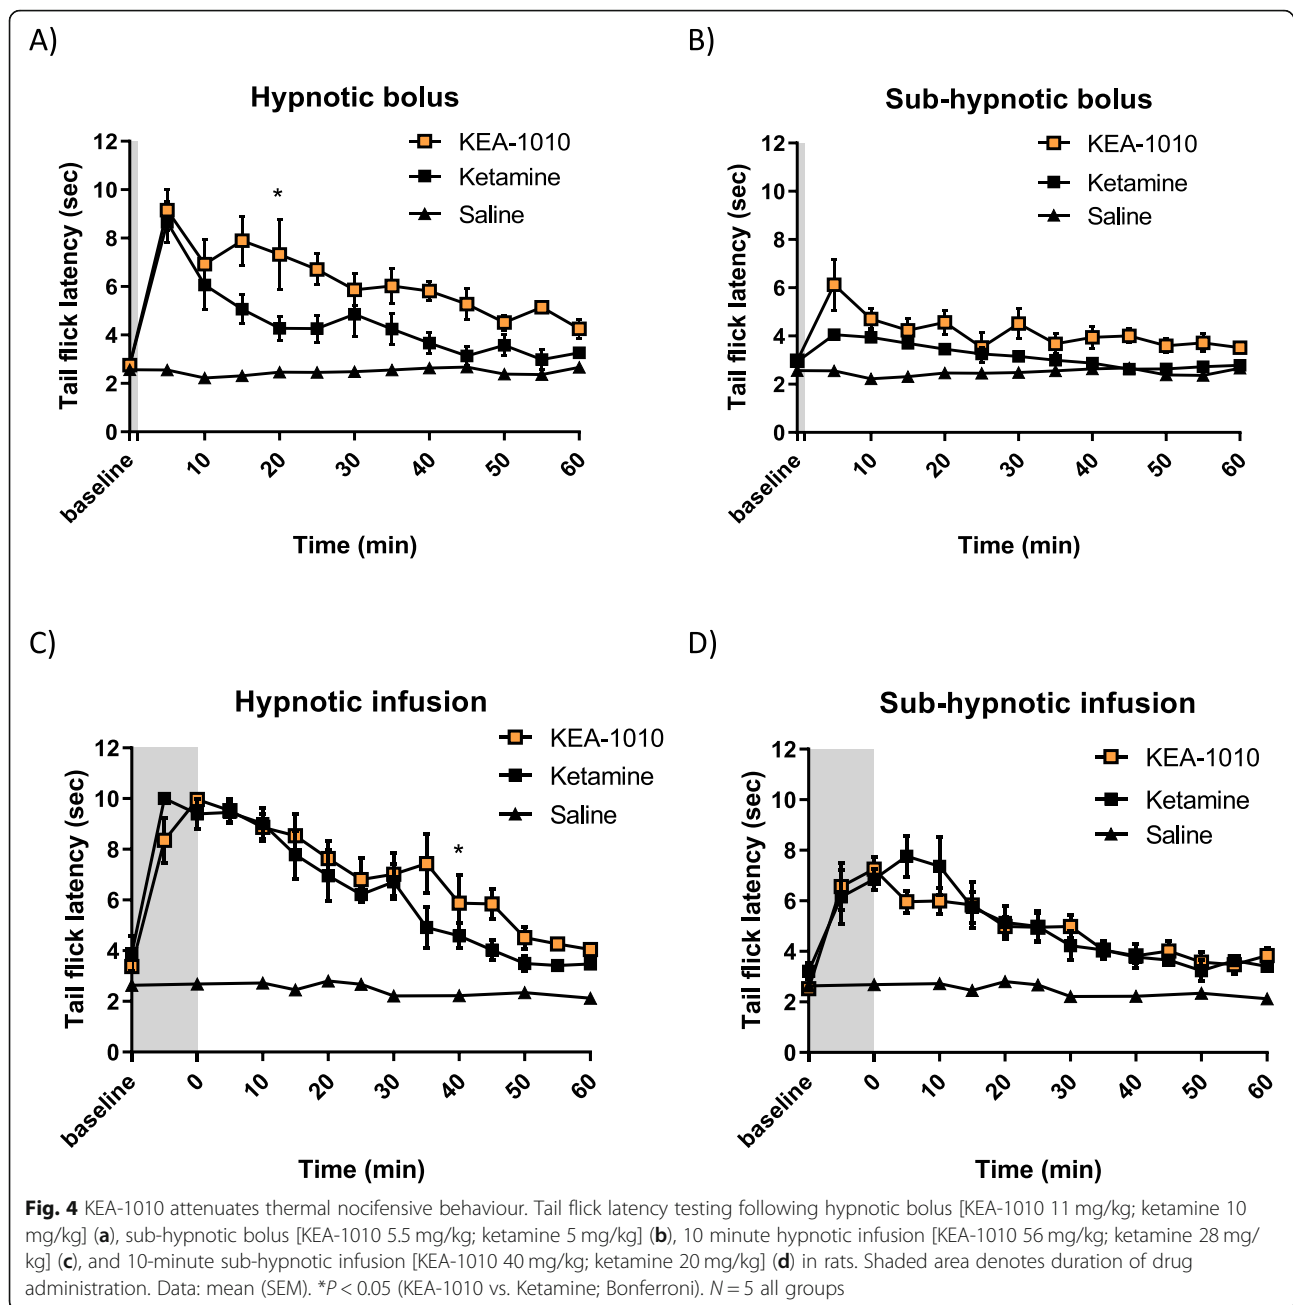 A)
Hypnotic bolus
KEA-1010
Ketamine
Saline
*
Tail flick latency (sec)
12
10
8
6
4
2
0
baseline
10
20
30
40
50
60
Time (min)
B)
Sub-hypnotic bolus
KEA-1010
Ketamine
Saline
Tail flick latency (sec)
12
10
8
6
4
2
0
baseline
10
20
30
40
50
60
Time (min)
C)
Hypnotic infusion
KEA-1010
Ketamine
Saline
*
Tail flick latency (sec)
12
10
8
6
4
2
0
baseline
0
10
20
30
40
50
60
Time (min)
D)
Sub-hypnotic infusion
KEA-1010
Ketamine
Saline
Tail flick latency (sec)
12
10
8
6
4
2
0
baseline
0
10
20
30
40
50
60
Time (min)
Fig. 4 KEA-1010 attenuates thermal nocifensive behaviour. Tail flick latency testing following hypnotic bolus [KEA-1010 11 mg/kg; ketamine 10
mg/kg] (a), sub-hypnotic bolus [KEA-1010 5.5 mg/kg; ketamine 5 mg/kg] (b), 10 minute hypnotic infusion [KEA-1010 56 mg/kg; ketamine 28 mg/
kg] (c), and 10-minute sub-hypnotic infusion [KEA-1010 40 mg/kg; ketamine 20 mg/kg] (d) in rats. Shaded area denotes duration of drug
administration. Data: mean (SEM). *P < 0.05 (KEA-1010 vs. Ketamine; Bonferroni). N = 5 all groups